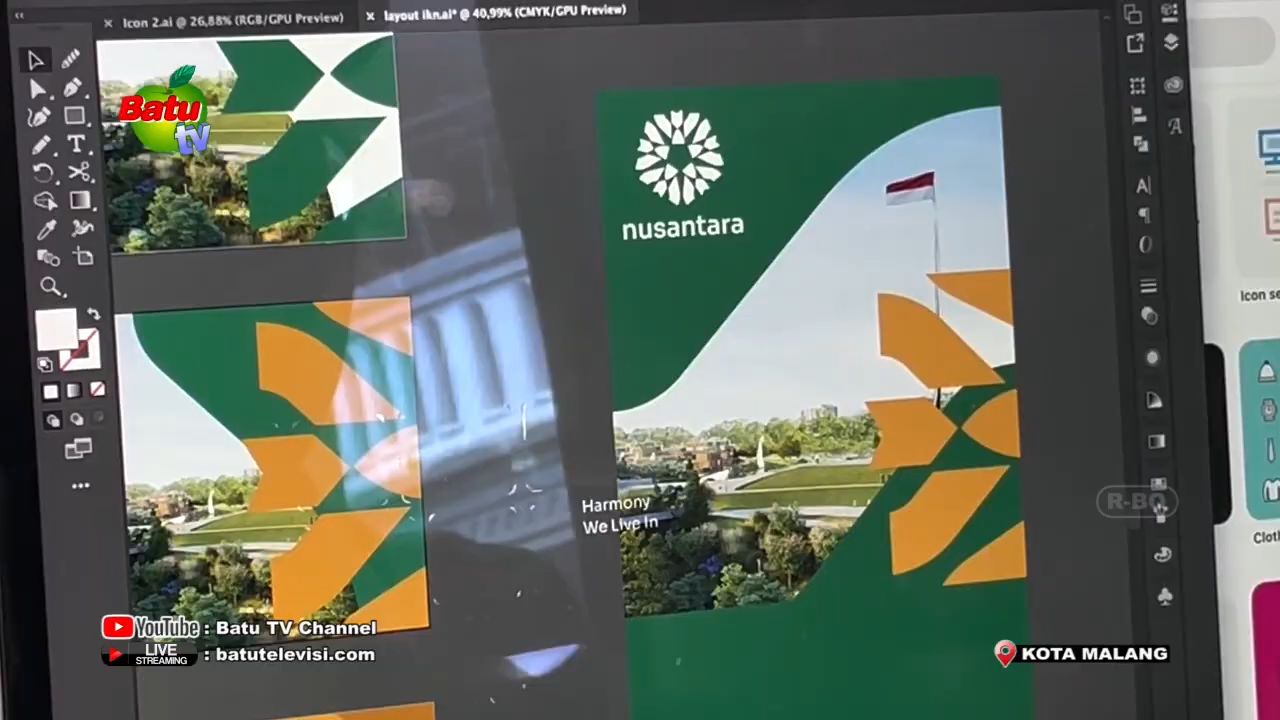 Icon 2.ai @ 26,88% (RGB/GPU Preview)
layout ikn.ai* @ 40,99% (CMYK/GPU Preview)
Batu
tv
nusantara
Harmony
We Live In
R-BO
Icon se
Clot
YouTube : Batu TV Channel
LIVE
STREAMING : batutelevisi.com
KOTA MALANG